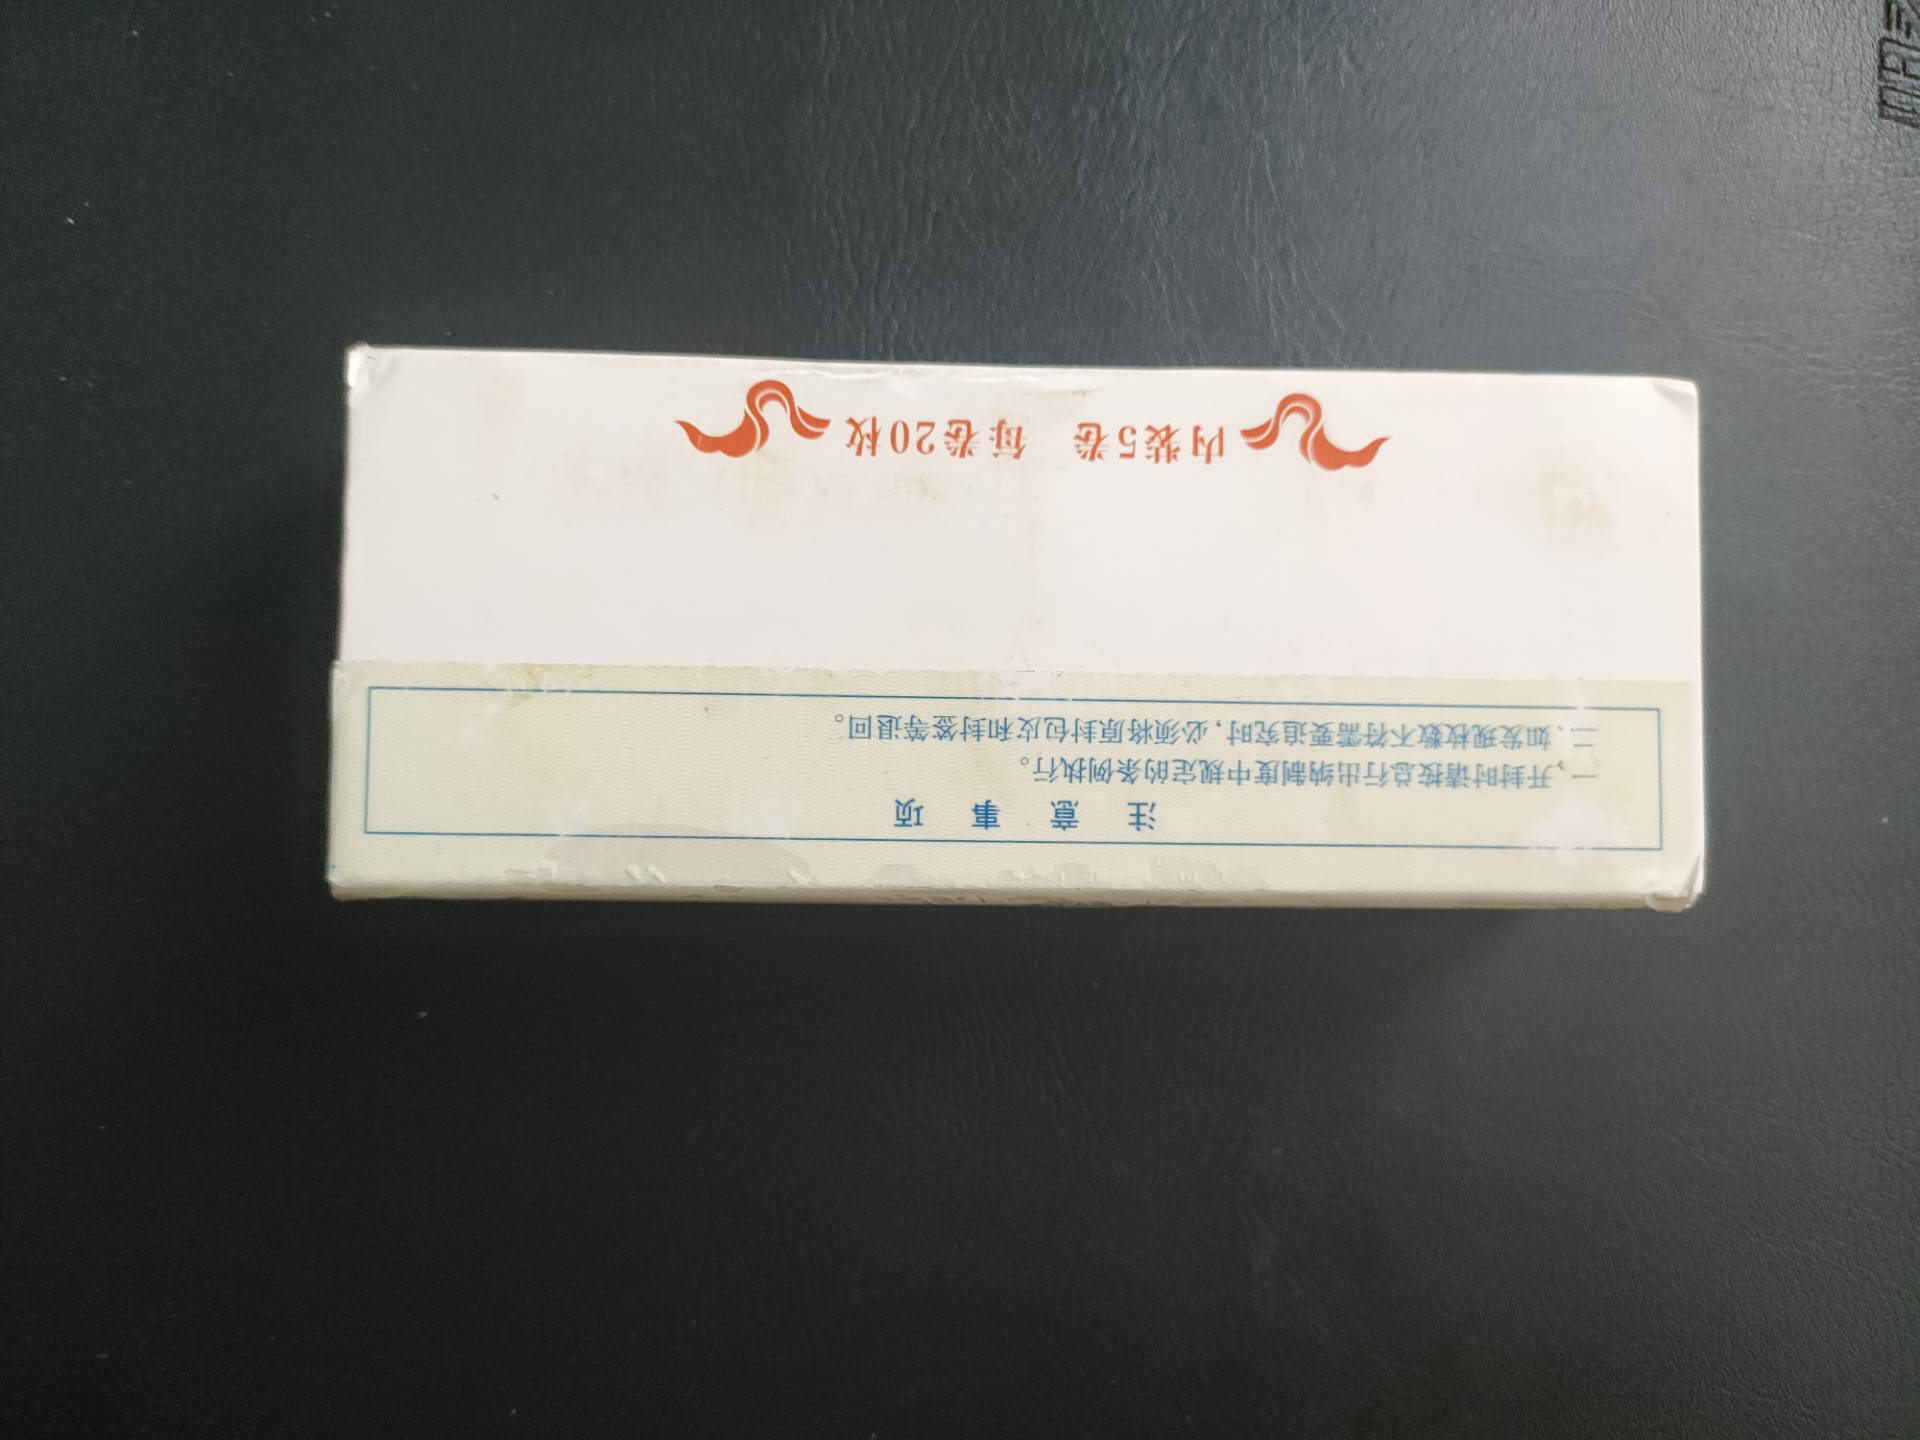 注意事项
一、开封时请按总行出纳制度中规定的条例执行。
二、如发现枚数不符需要追究时，必须将原封包皮和封签等退回。
内装5卷 每卷20枚